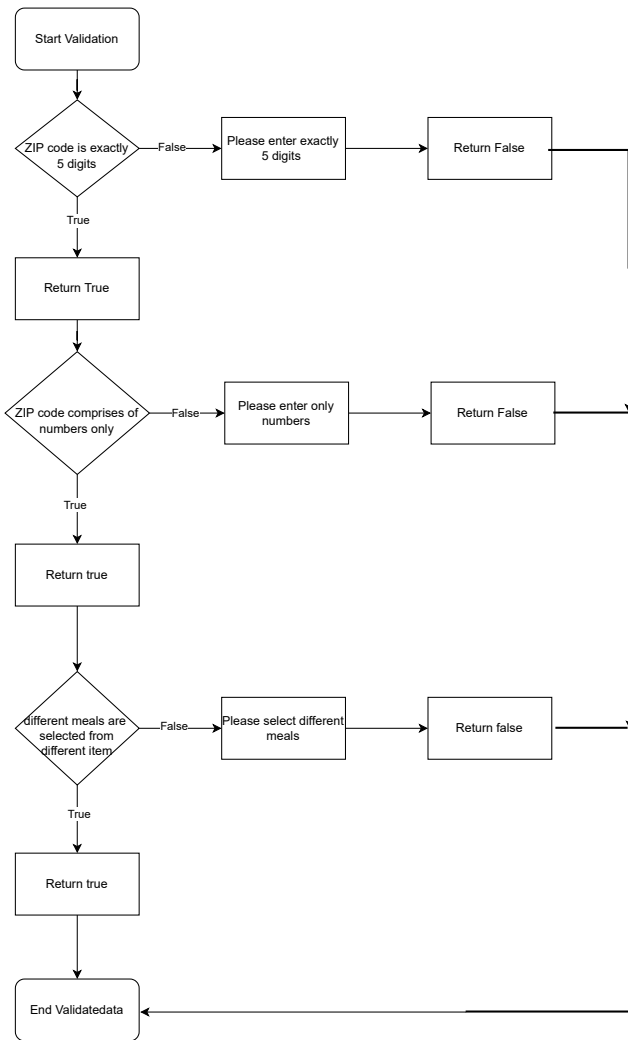 Start Validation
ZIP code is exactly
5 digits
False
Please enter exactly
5 digits
Return False
True
Return True
ZIP code comprises of
numbers only
False
Please enter only
numbers
Return False
True
Return true
different meals are
selected from
different item
False
Please select different
meals
Return false
True
Return true
End Validatedata